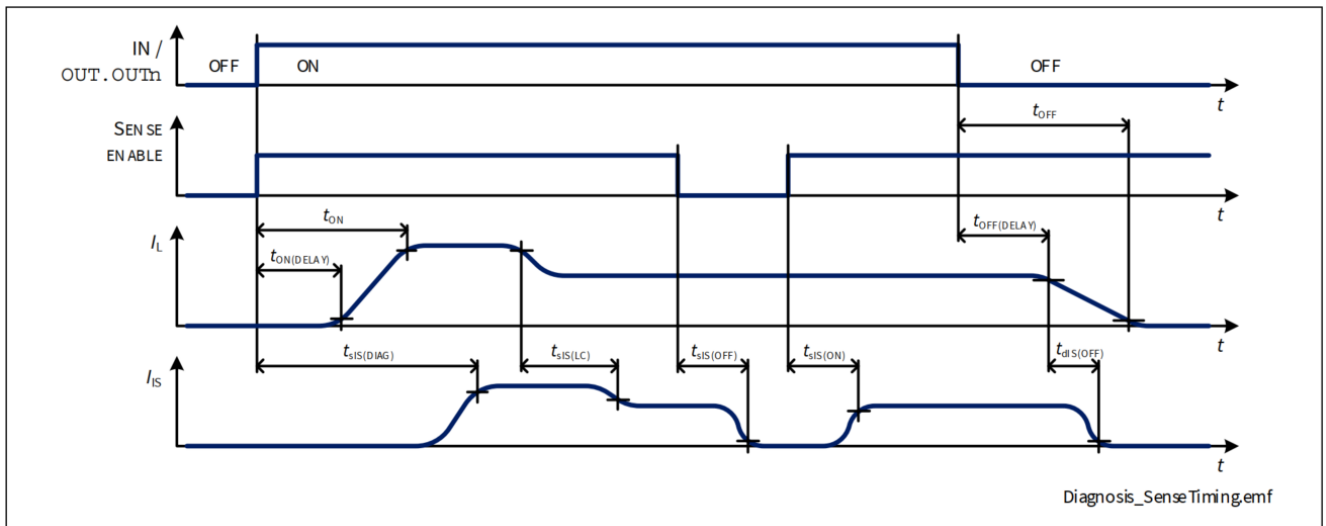 IN /
OUT.OUTn
OFF
ON
OFF
t
tOFF
SENSE
ENABLE
t
tON
tOFF(DELAY)
IL
tON(DELAY)
t
tsIS(DIAG)
tsIS(LC)
tsIS(OFF)
tsIS(ON)
tdIS(OFF)
IIS
t
Diagnosis_SenseTiming.emf